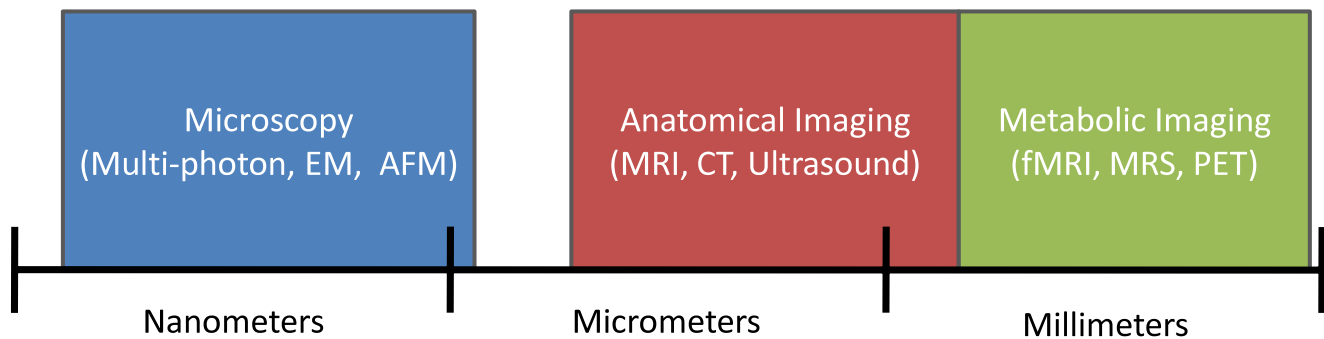 Microscopy
(Multi-photon, EM,  AFM)
Anatomical Imaging
(MRI, CT, Ultrasound)
Metabolic Imaging
(fMRI, MRS, PET)
Nanometers
Micrometers
Millimeters